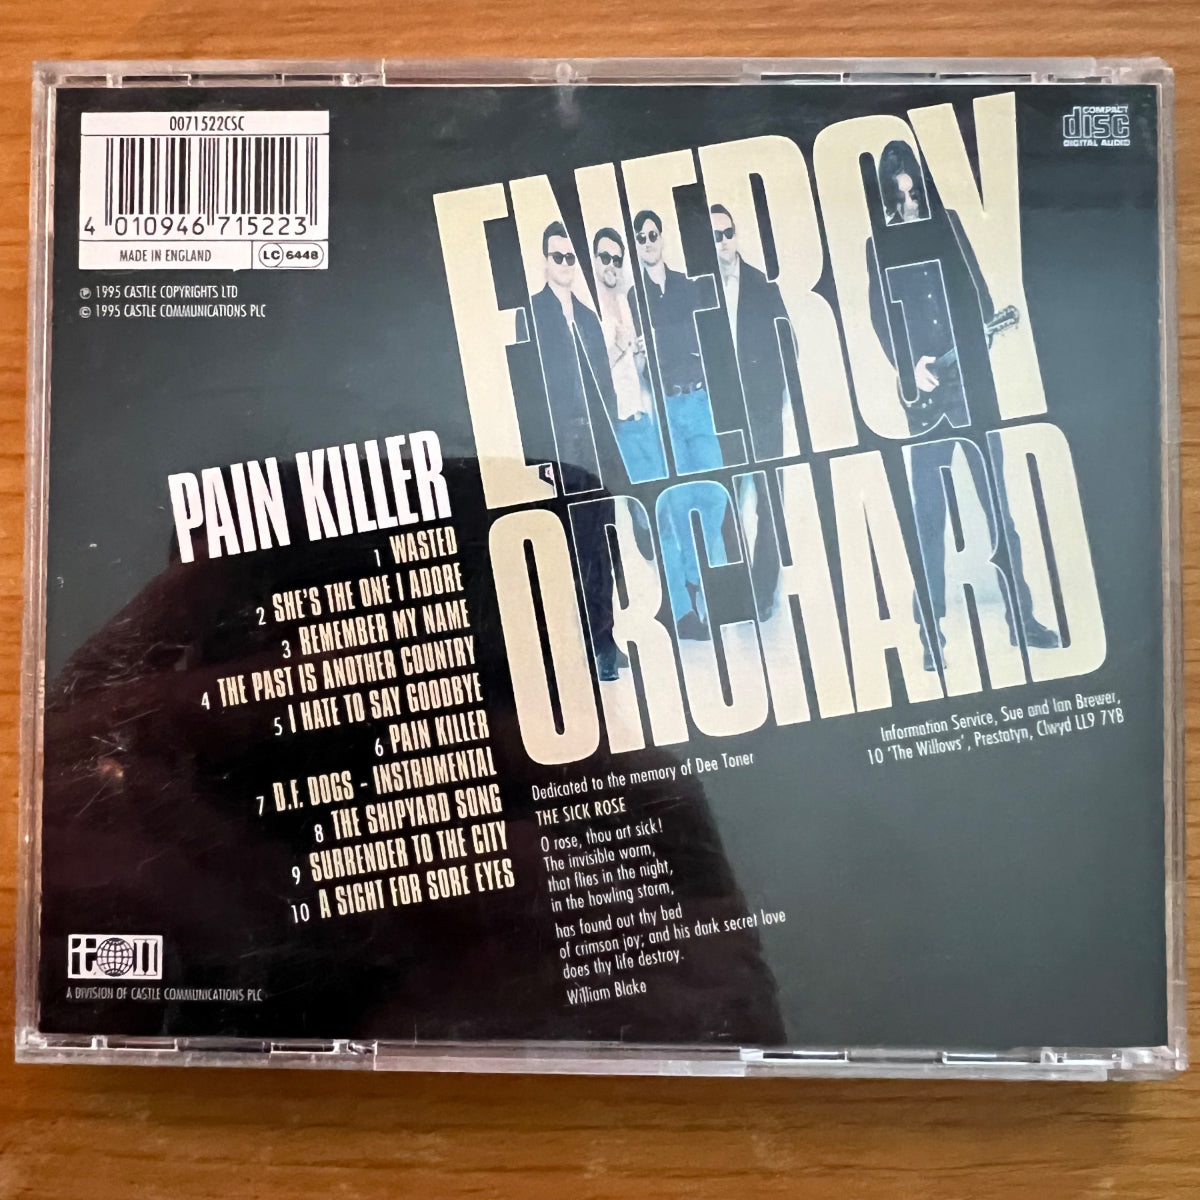 0071522CSC
4 010946 715223
MADE IN ENGLAND
LC 6448
℗ 1995 CASTLE COPYRIGHTS LTD
© 1995 CASTLE COMMUNICATIONS PLC
COMPACT
disc
DIGITAL AUDIO
ENERGY
ORCHARD
PAIN KILLER
1 WASTED
2 SHE'S THE ONE I ADORE
3 REMEMBER MY NAME
4 THE PAST IS ANOTHER COUNTRY
5 I HATE TO SAY GOODBYE
6 PAIN KILLER
7 D.F. DOGS - INSTRUMENTAL
8 THE SHIPYARD SONG
9 SURRENDER TO THE CITY
10 A SIGHT FOR SORE EYES
Information Service, Sue and Ian Brewer,
10 'The Willows', Prestatyn, Clwyd LL9 7YB
Dedicated to the memory of Dee Toner
THE SICK ROSE
O rose, thou art sick!
The invisible worm,
that flies in the night,
in the howling storm,
has found out thy bed
of crimson joy; and his dark secret love
does thy life destroy.
William Blake
A DIVISION OF CASTLE COMMUNICATIONS PLC